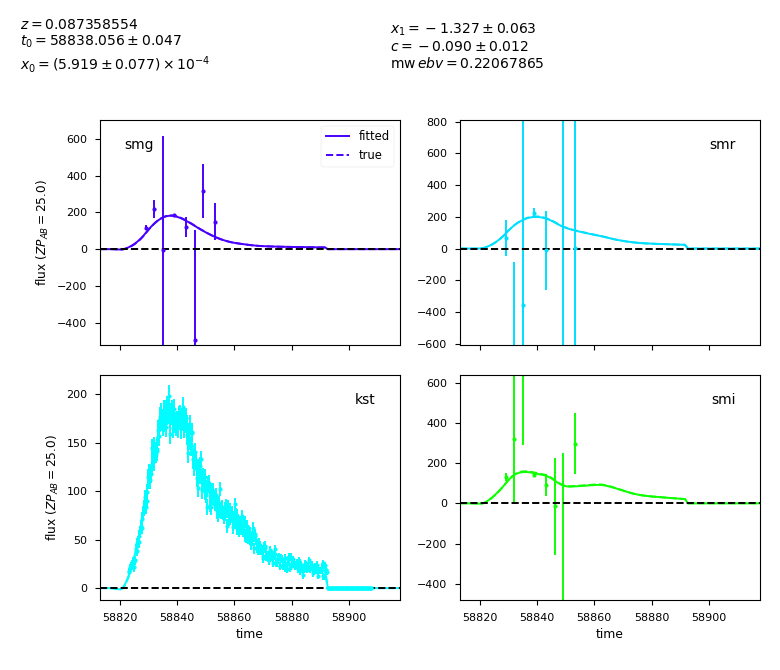 z = 0.087358554
t₀ = 58838.056 ± 0.047
x₀ = (5.919 ± 0.077) × 10⁻⁴
x₁ = −1.327 ± 0.063
c = −0.090 ± 0.012
mw ebv = 0.22067865
smg
fitted
true
600
400
200
0
−200
−400
flux (ZP_AB = 25.0)
smr
800
600
400
200
0
−200
−400
−600
kst
200
150
100
50
0
flux (ZP_AB = 25.0)
58820 58840 58860 58880 58900
time
smi
600
400
200
0
−200
−400
58820 58840 58860 58880 58900
time